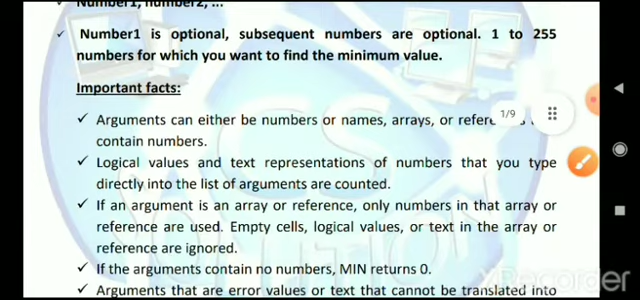 Number1, number2, ...
✓ Number1 is optional, subsequent numbers are optional. 1 to 255
numbers for which you want to find the minimum value.
Important facts:
✓ Arguments can either be numbers or names, arrays, or
contain numbers.
1/9
✓ Logical values and text representations of numbers that you type
directly into the list of arguments are counted.
✓ If an argument is an array or reference, only numbers in that array or
reference are used. Empty cells, logical values, or text in the array or
reference are ignored.
✓ If the arguments contain no numbers, MIN returns 0.
✓ Arguments that are error values or text that cannot be translated into
XRecorder